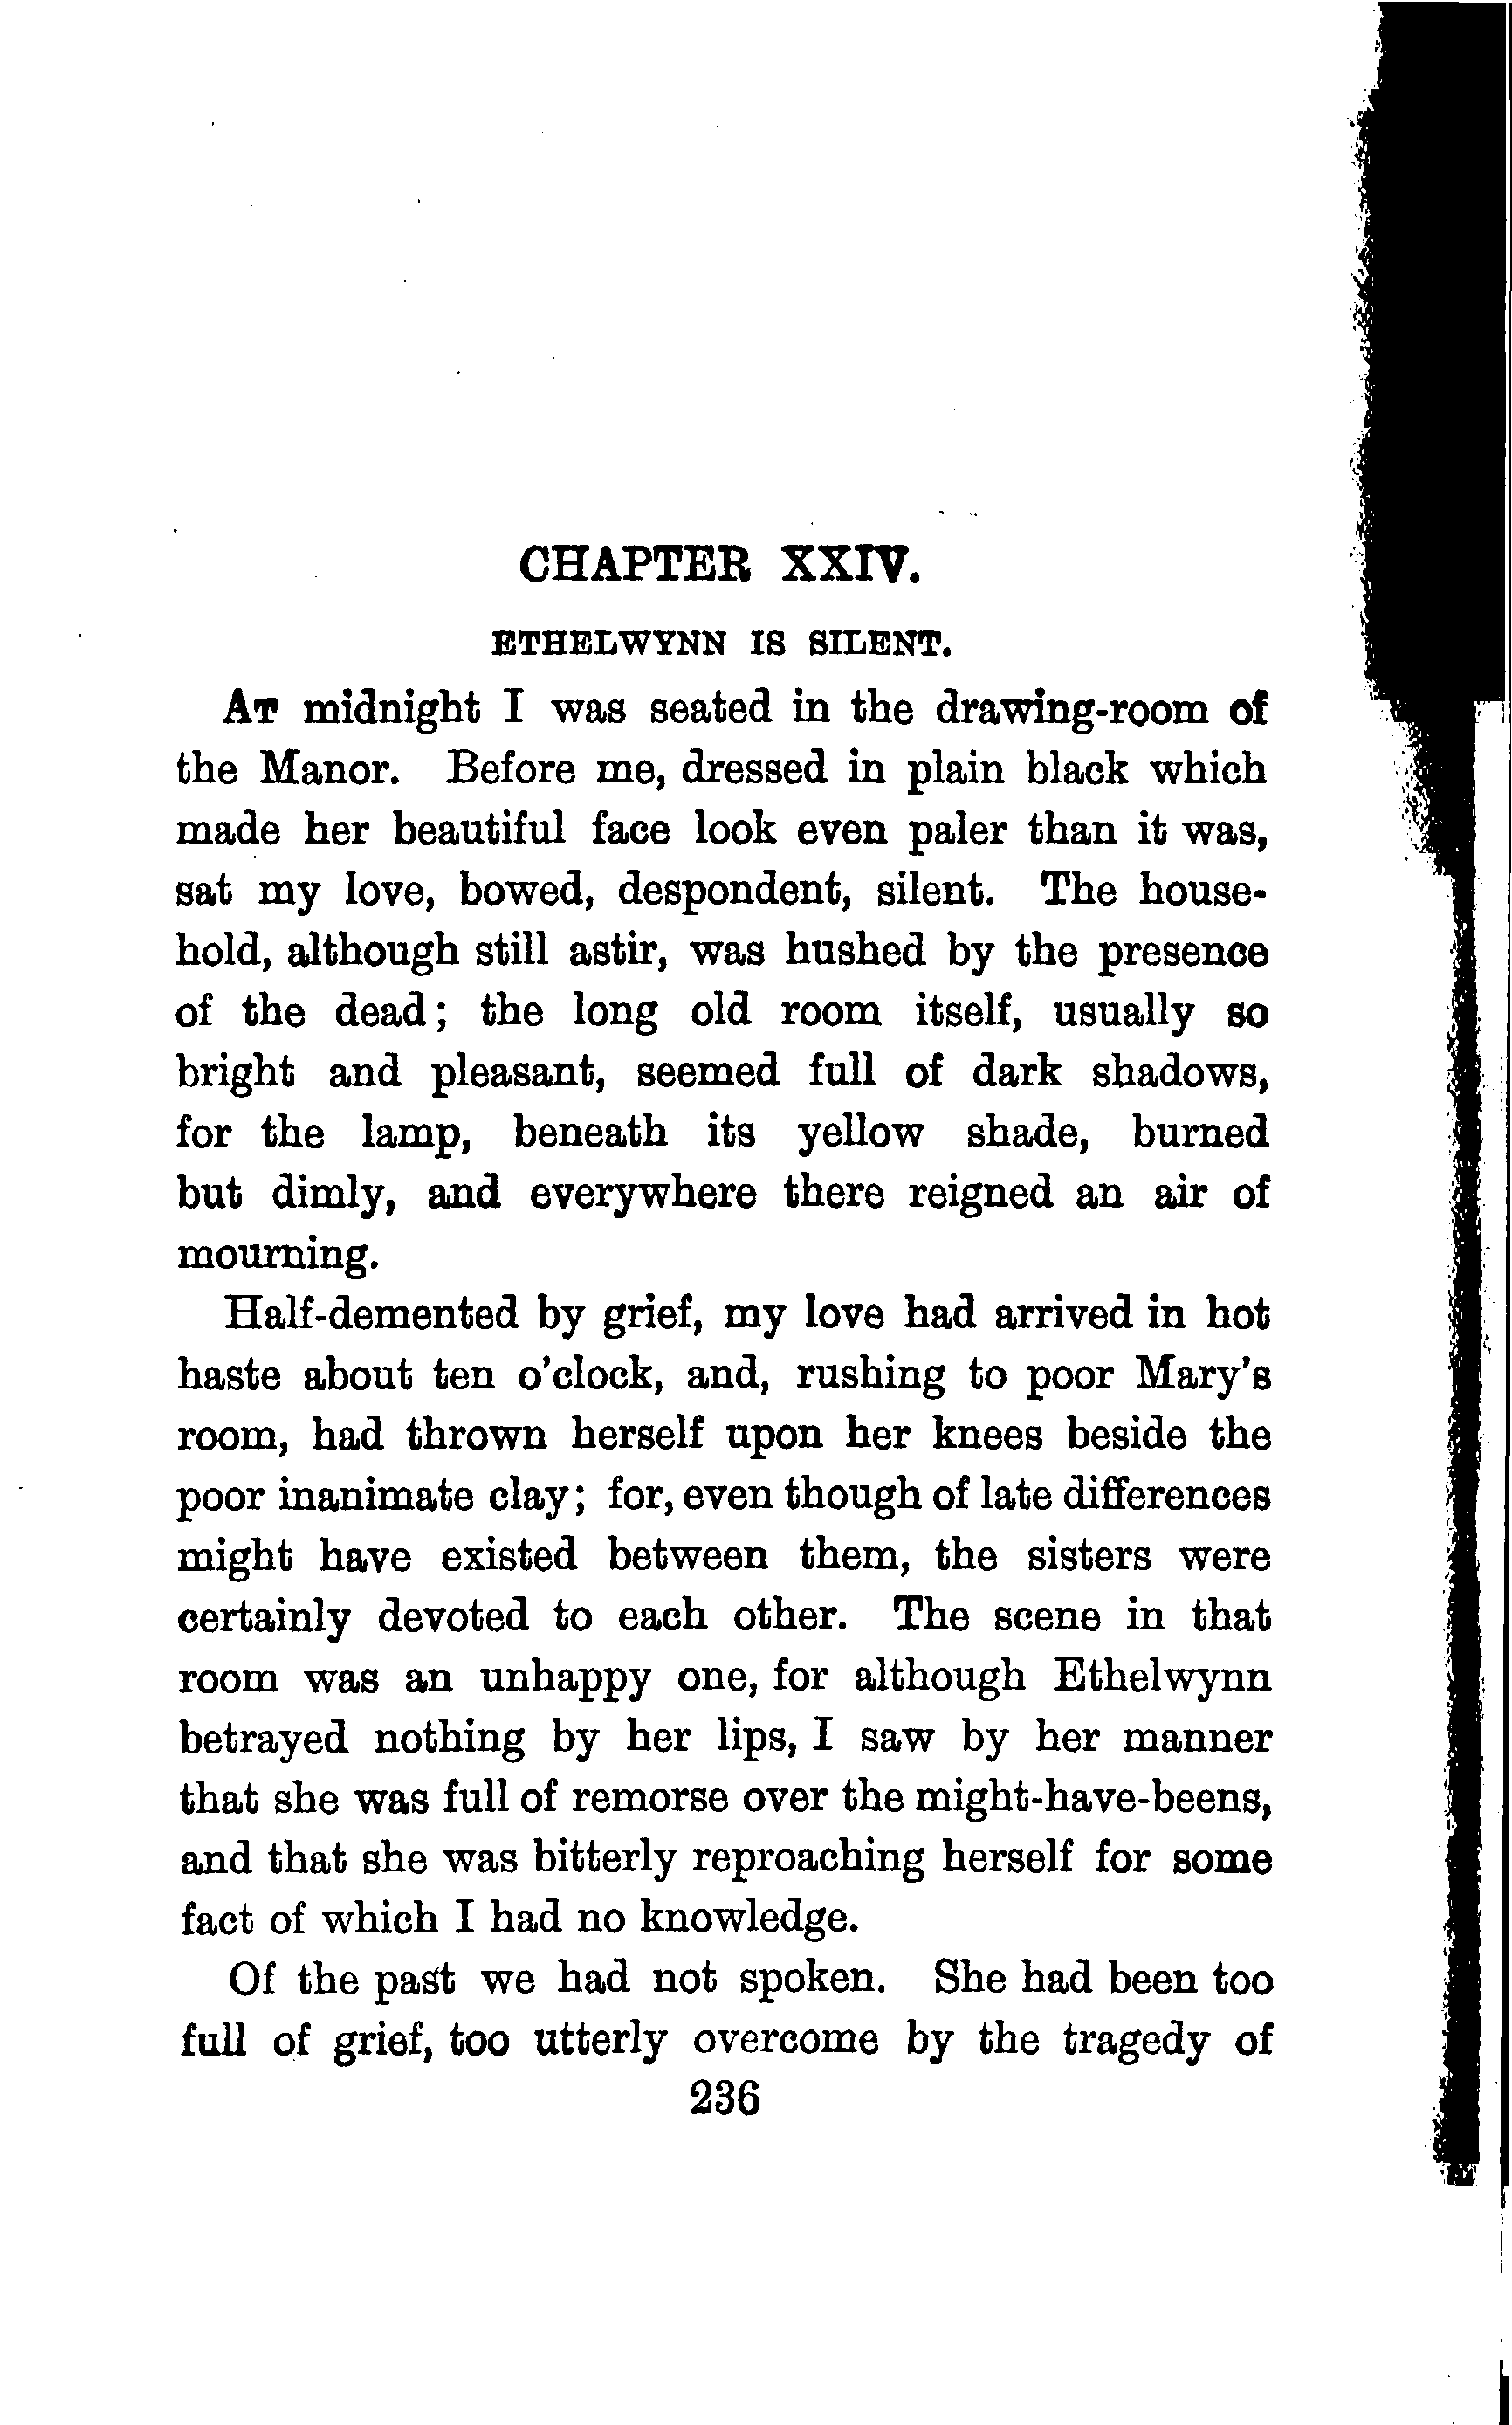 CHAPTER XXIV.
ETHELWYNN IS SILENT.
AT midnight I was seated in the drawing-room of
the Manor. Before me, dressed in plain black which
made her beautiful face look even paler than it was,
sat my love, bowed, despondent, silent. The house-
hold, although still astir, was hushed by the presence
of the dead; the long old room itself, usually so
bright and pleasant, seemed full of dark shadows,
for the lamp, beneath its yellow shade, burned
but dimly, and everywhere there reigned an air of
mourning.
Half-demented by grief, my love had arrived in hot
haste about ten o'clock, and, rushing to poor Mary's
room, had thrown herself upon her knees beside the
poor inanimate clay; for, even though of late differences
might have existed between them, the sisters were
certainly devoted to each other. The scene in that
room was an unhappy one, for although Ethelwynn
betrayed nothing by her lips, I saw by her manner
that she was full of remorse over the might-have-beens,
and that she was bitterly reproaching herself for some
fact of which I had no knowledge.
Of the past we had not spoken. She had been too
full of grief, too utterly overcome by the tragedy of
236